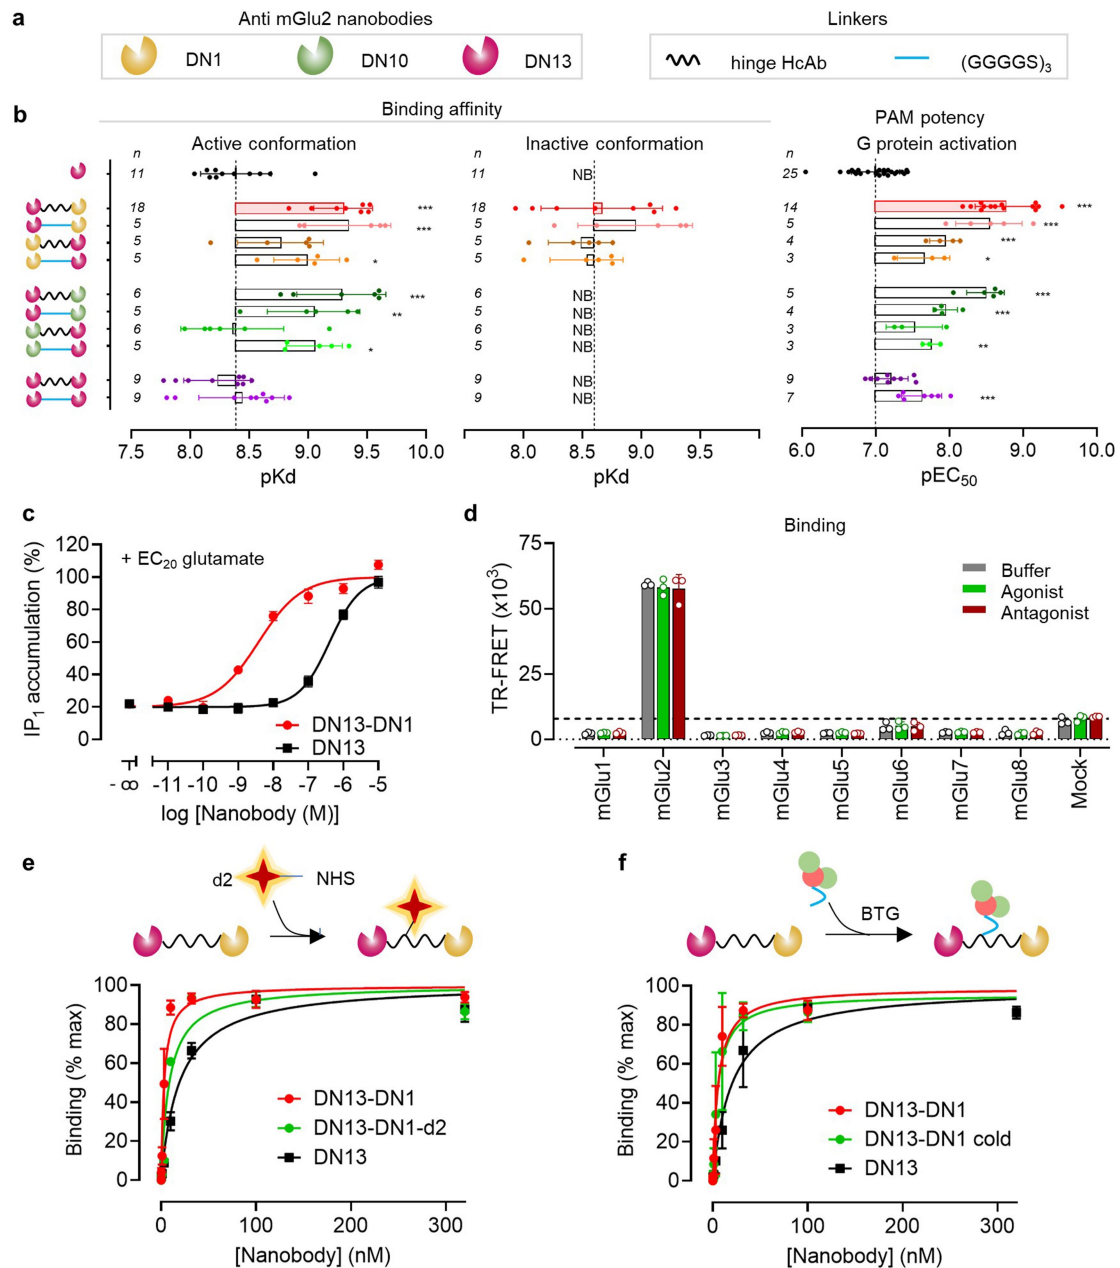 a
Anti mGlu2 nanobodies
Linkers
DN1
DN10
DN13
hinge HcAb
(GGGGS)3
b
Binding affinity
PAM potency
Active conformation
Inactive conformation
G protein activation
n
n
n
11
11
NB
25
18
***
18
14
***
5
***
5
5
***
5
5
4
***
5
*
5
3
*
6
***
6
NB
5
***
5
**
5
NB
4
***
6
6
NB
3
5
*
5
NB
3
**
9
9
NB
9
9
9
NB
7
***
7.5 8.0 8.5 9.0 9.5 10.0
8.0 8.5 9.0 9.5
6.0 7.0 8.0 9.0 10.0
pKd
pKd
pEC50
c
+ EC20 glutamate
IP1 accumulation (%)
120
100
80
60
40
20
0
DN13-DN1
DN13
- ∞ -11 -10 -9 -8 -7 -6 -5
log [Nanobody (M)]
d
Binding
TR-FRET (x10³)
75
50
25
0
Buffer
Agonist
Antagonist
mGlu1
mGlu2
mGlu3
mGlu4
mGlu5
mGlu6
mGlu7
mGlu8
Mock
e
d2
NHS
Binding (% max)
100
80
60
40
20
0
DN13-DN1
DN13-DN1-d2
DN13
0 100 200 300
[Nanobody] (nM)
f
BTG
Binding (% max)
100
80
60
40
20
0
DN13-DN1
DN13-DN1 cold
DN13
0 100 200 300
[Nanobody] (nM)